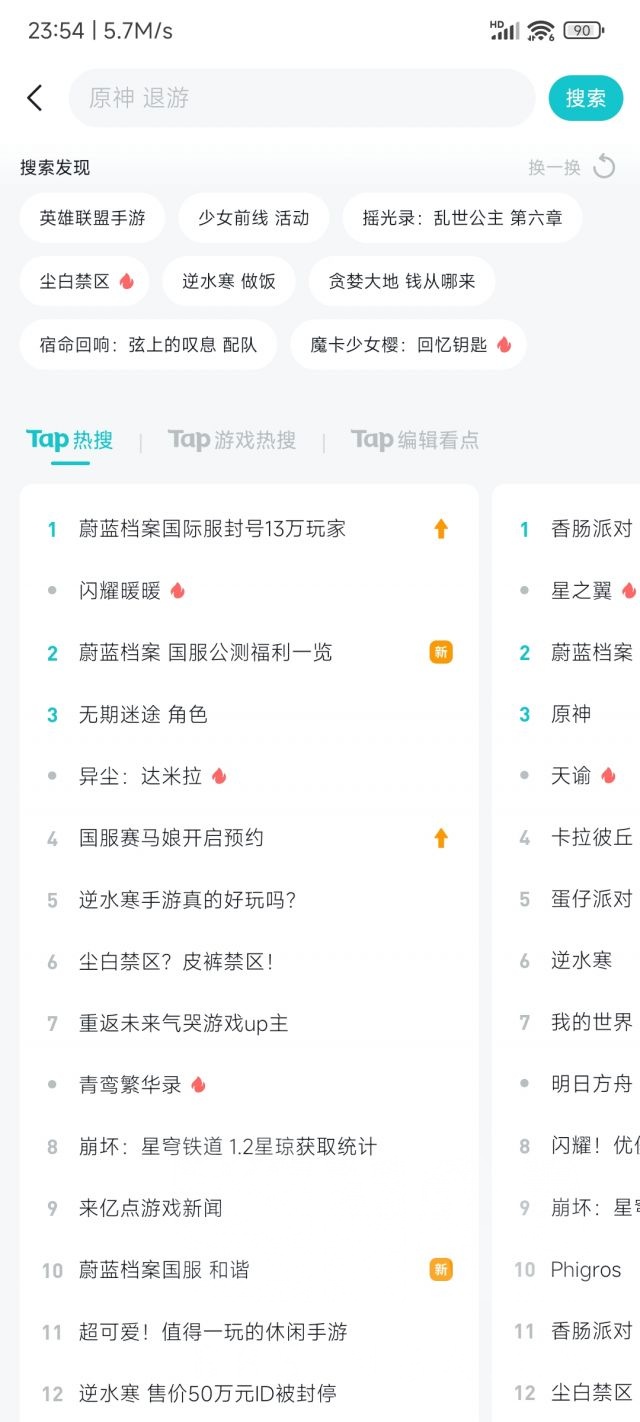 23:54 | 5.7M/s HD 6 90
原神 退游 搜索
搜索发现 换一换
英雄联盟手游 少女前线 活动 摇光录：乱世公主 第六章
尘白禁区 逆水寒 做饭 贪婪大地 钱从哪来
宿命回响：弦上的叹息 配队 魔卡少女樱：回忆钥匙
Tap热搜 | Tap游戏热搜 | Tap编辑看点
1 蔚蓝档案国际服封号13万玩家
闪耀暖暖
2 蔚蓝档案 国服公测福利一览 新
3 无期迷途 角色
异尘：达米拉
4 国服赛马娘开启预约
5 逆水寒手游真的好玩吗？
6 尘白禁区？皮裤禁区！
7 重返未来气哭游戏up主
青鸾繁华录
8 崩坏：星穹铁道 1.2星琼获取统计
9 来亿点游戏新闻
10 蔚蓝档案国服 和谐 新
11 超可爱！值得一玩的休闲手游
12 逆水寒 售价50万元ID被封停
1 香肠派对
星之翼
2 蔚蓝档案
3 原神
天谕
4 卡拉彼丘
5 蛋仔派对
6 逆水寒
7 我的世界
明日方舟
8 闪耀！优
9 崩坏：星
10 Phigros
11 香肠派对
12 尘白禁区